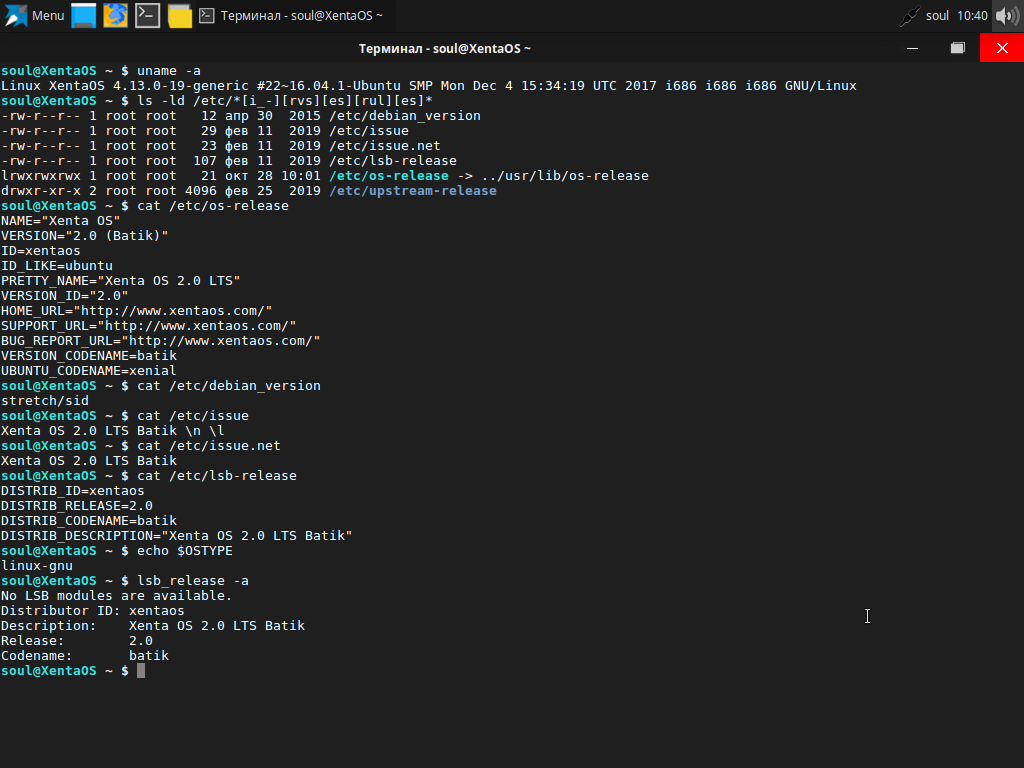 Menu Терминал - soul@XentaOS ~ soul 10:40
Терминал - soul@XentaOS ~
soul@XentaOS ~ $ uname -a
Linux XentaOS 4.13.0-19-generic #22~16.04.1-Ubuntu SMP Mon Dec 4 15:34:19 UTC 2017 i686 i686 i686 GNU/Linux
soul@XentaOS ~ $ ls -ld /etc/*[i_-][rvs][es][rul][es]*
-rw-r--r-- 1 root root   12 апр 30  2015 /etc/debian_version
-rw-r--r-- 1 root root   29 фев 11  2019 /etc/issue
-rw-r--r-- 1 root root   23 фев 11  2019 /etc/issue.net
-rw-r--r-- 1 root root  107 фев 11  2019 /etc/lsb-release
lrwxrwxrwx 1 root root   21 окт 28 10:01 /etc/os-release -> ../usr/lib/os-release
drwxr-xr-x 2 root root 4096 фев 25  2019 /etc/upstream-release
soul@XentaOS ~ $ cat /etc/os-release
NAME="Xenta OS"
VERSION="2.0 (Batik)"
ID=xentaos
ID_LIKE=ubuntu
PRETTY_NAME="Xenta OS 2.0 LTS"
VERSION_ID="2.0"
HOME_URL="http://www.xentaos.com/"
SUPPORT_URL="http://www.xentaos.com/"
BUG_REPORT_URL="http://www.xentaos.com/"
VERSION_CODENAME=batik
UBUNTU_CODENAME=xenial
soul@XentaOS ~ $ cat /etc/debian_version
stretch/sid
soul@XentaOS ~ $ cat /etc/issue
Xenta OS 2.0 LTS Batik \n \l
soul@XentaOS ~ $ cat /etc/issue.net
Xenta OS 2.0 LTS Batik
soul@XentaOS ~ $ cat /etc/lsb-release
DISTRIB_ID=xentaos
DISTRIB_RELEASE=2.0
DISTRIB_CODENAME=batik
DISTRIB_DESCRIPTION="Xenta OS 2.0 LTS Batik"
soul@XentaOS ~ $ echo $OSTYPE
linux-gnu
soul@XentaOS ~ $ lsb_release -a
No LSB modules are available.
Distributor ID: xentaos
Description:    Xenta OS 2.0 LTS Batik
Release:        2.0
Codename:       batik
soul@XentaOS ~ $